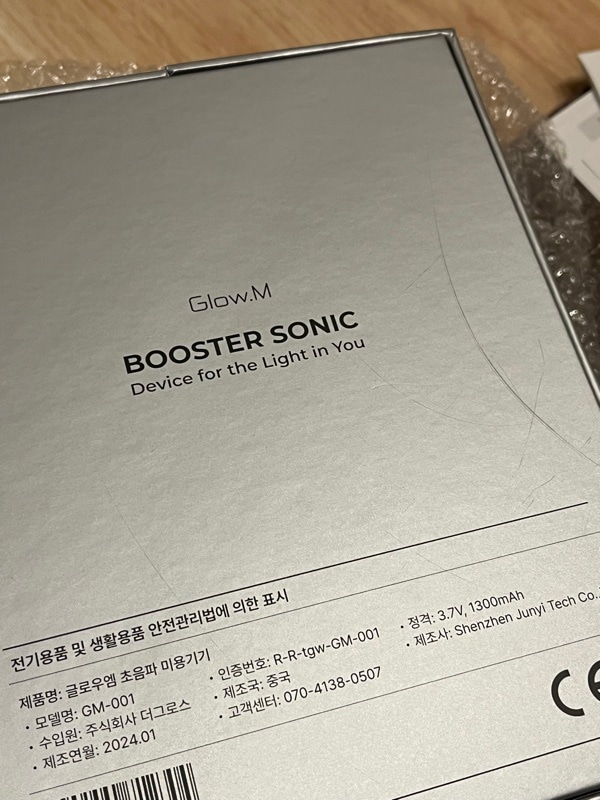 Glow.M
BOOSTER SONIC
Device for the Light in You
전기용품 및 생활용품 안전관리법에 의한 표시
제품명: 글로우엠 초음파 미용기기
• 모델명: GM-001
• 수입원: 주식회사 더그로스
• 제조연월: 2024.01
• 인증번호: R-R-tgw-GM-001
• 제조국: 중국
• 고객센터: 070-4138-0507
• 정격: 3.7V, 1300mAh
• 제조사: Shenzhen Junyi Tech Co.
CE